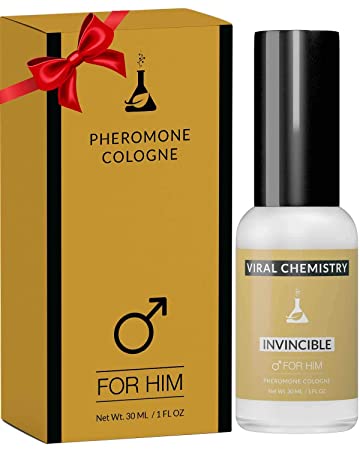 PHEROMONE
COLOGNE
FOR HIM
Net Wt. 30 ML / 1 FL OZ
VIRAL CHEMISTRY
INVINCIBLE
♂ FOR HIM
PHEROMONE COLOGNE
NET WT. 30 ML / 1 FL OZ